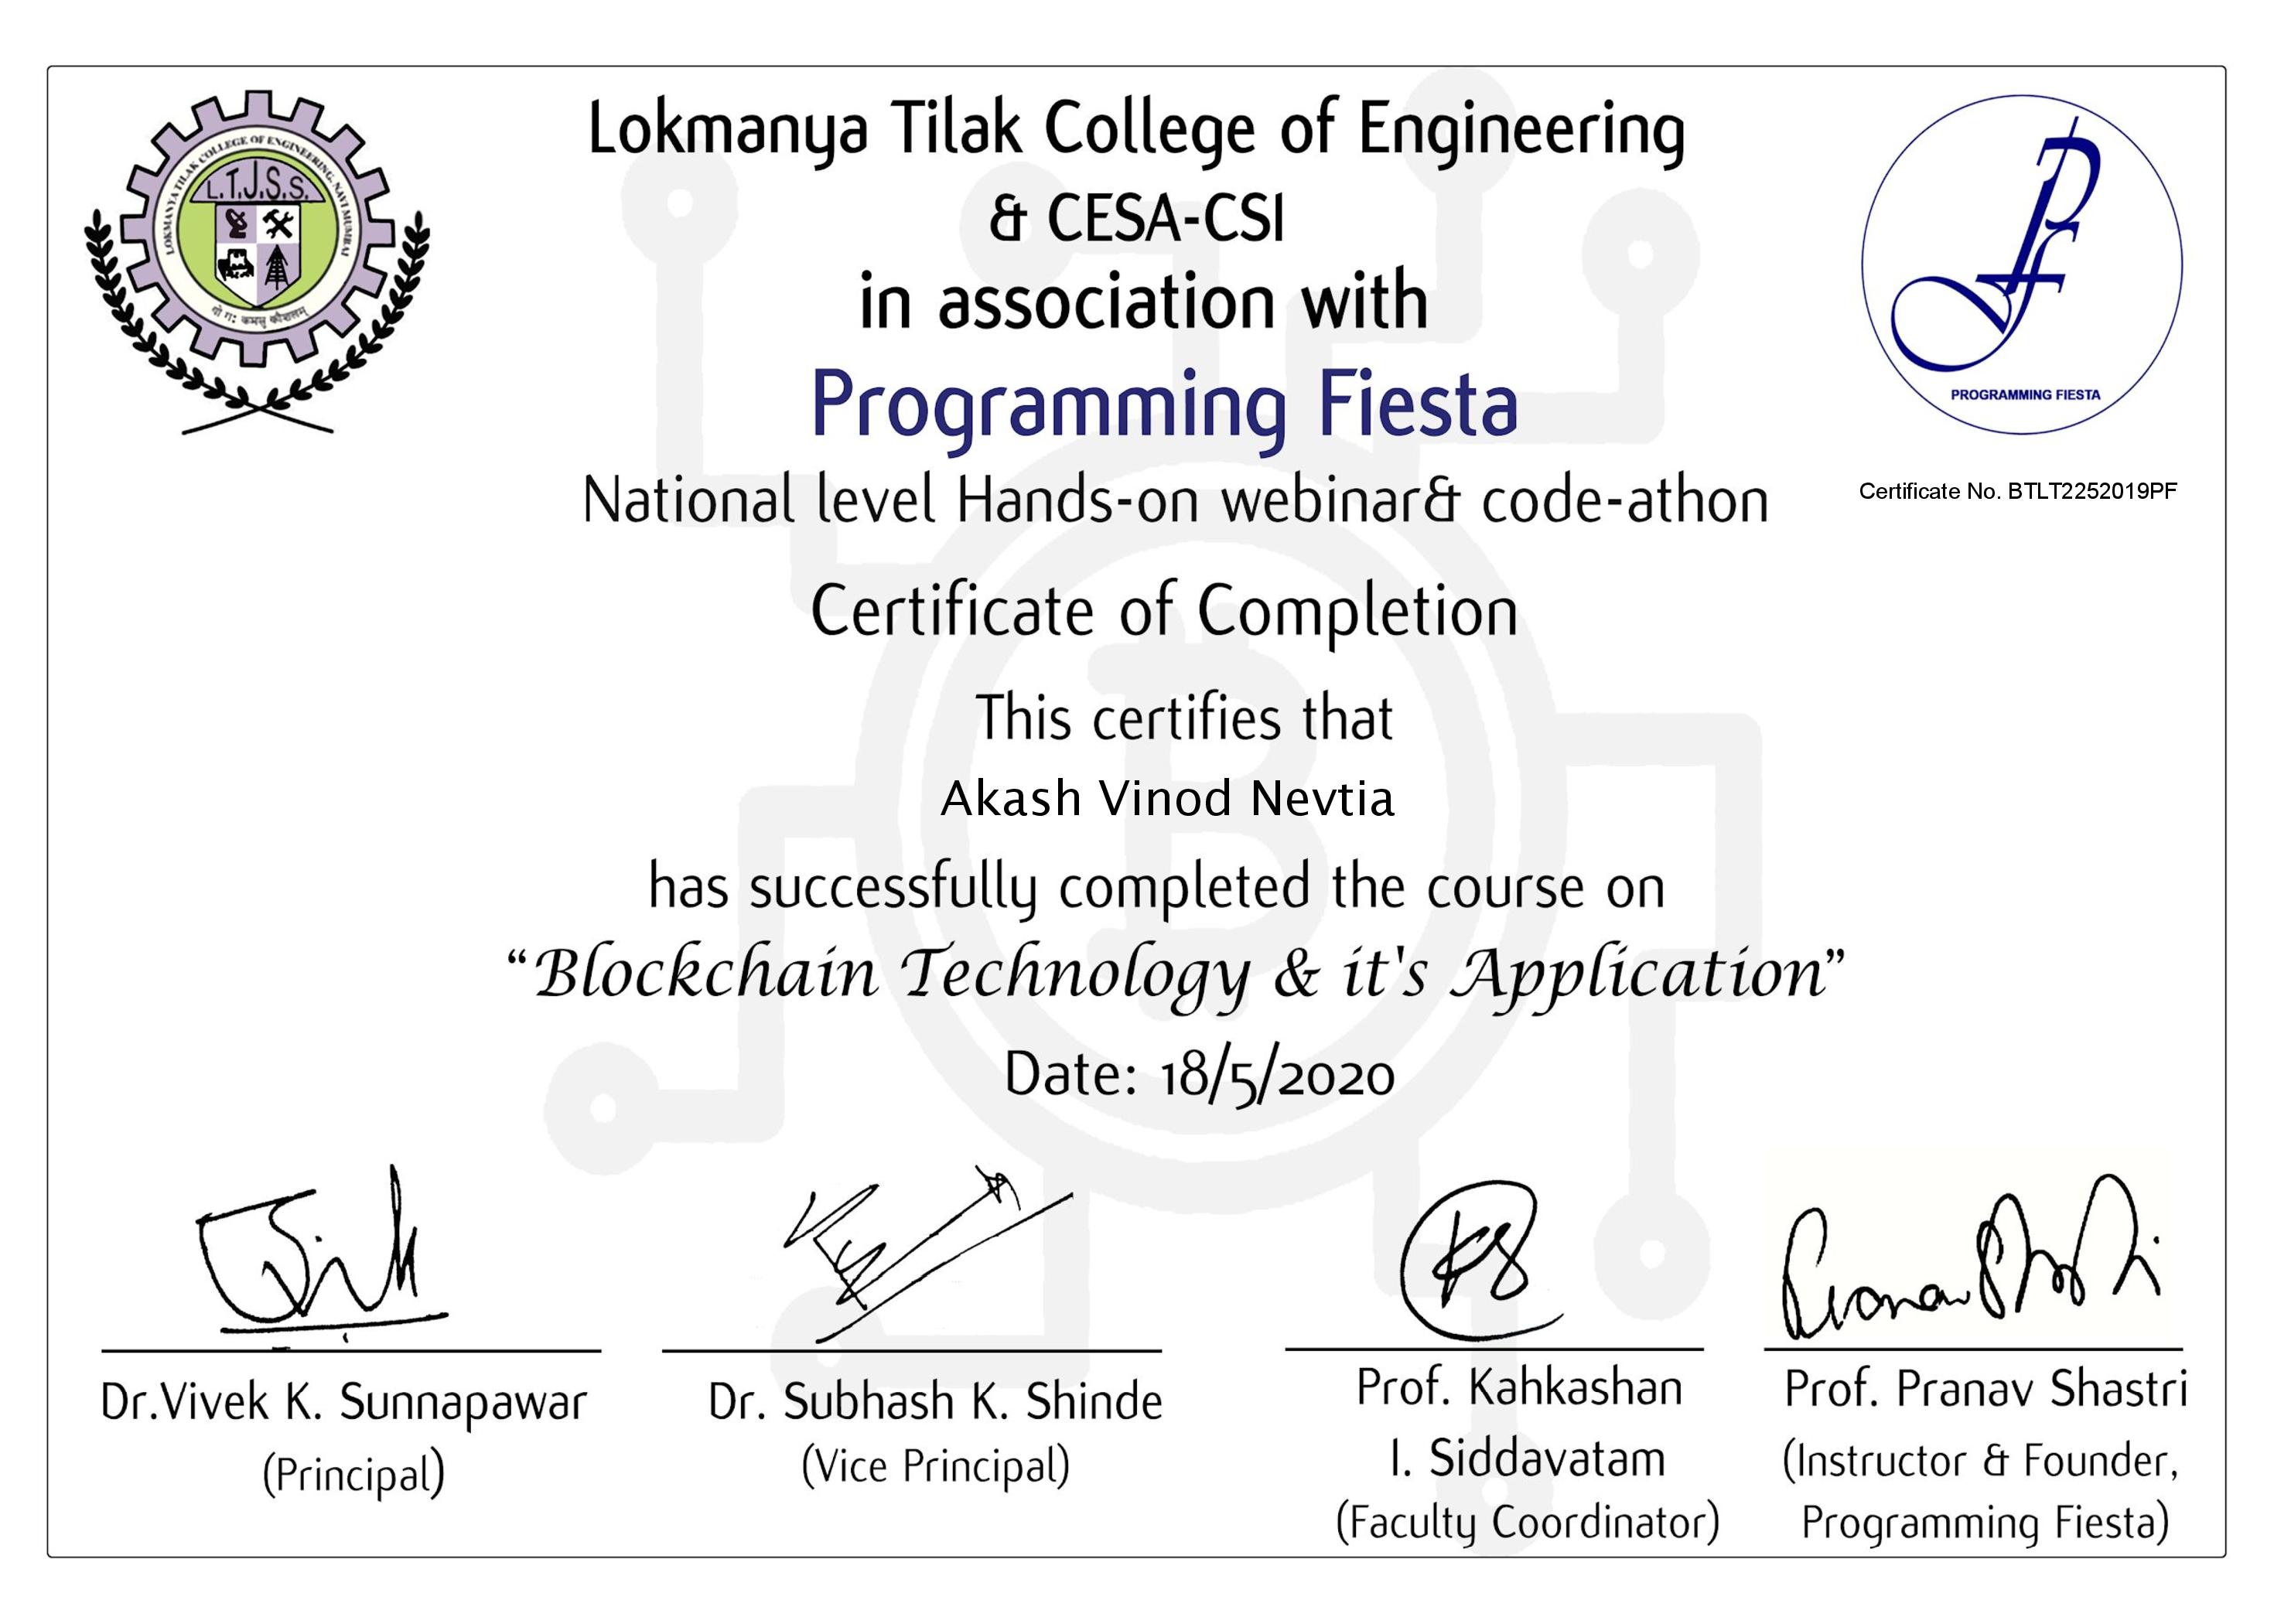 LOKMANYA TILAK COLLEGE OF ENGINEERING, NAVI MUMBAI
L.T.J.S.S.
Lokmanya Tilak College of Engineering
& CESA-CSI
in association with
Programming Fiesta
PROGRAMMING FIESTA
National level Hands-on webinar& code-athon
Certificate No. BTLT2252019PF
Certificate of Completion
This certifies that
Akash Vinod Nevtia
has successfully completed the course on
“Blockchain Technology & it's Application”
Date: 18/5/2020
Dr.Vivek K. Sunnapawar
(Principal)
Dr. Subhash K. Shinde
(Vice Principal)
Prof. Kahkashan
I. Siddavatam
(Faculty Coordinator)
Prof. Pranav Shastri
(Instructor & Founder,
Programming Fiesta)